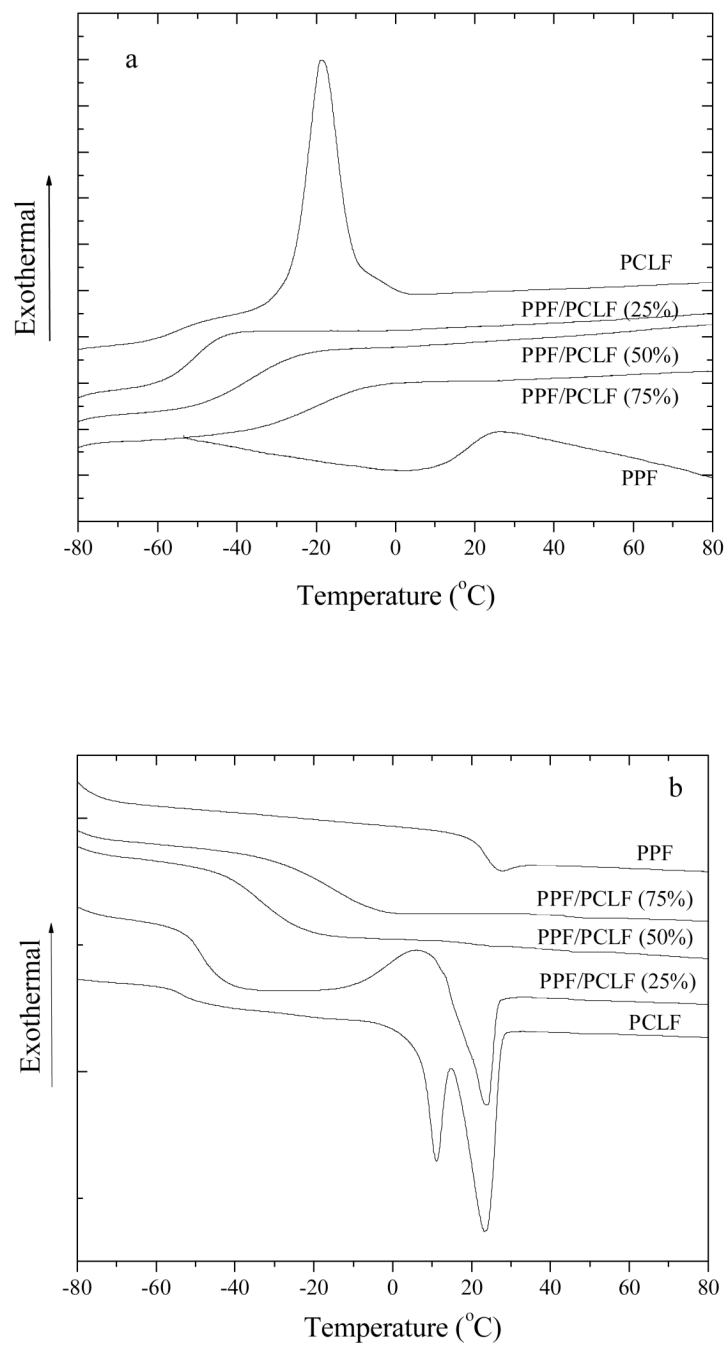 a
Exothermal
PCLF
PPF/PCLF (25%)
PPF/PCLF (50%)
PPF/PCLF (75%)
PPF
-80 -60 -40 -20 0 20 40 60 80
Temperature (°C)
b
Exothermal
PPF
PPF/PCLF (75%)
PPF/PCLF (50%)
PPF/PCLF (25%)
PCLF
-80 -60 -40 -20 0 20 40 60 80
Temperature (°C)